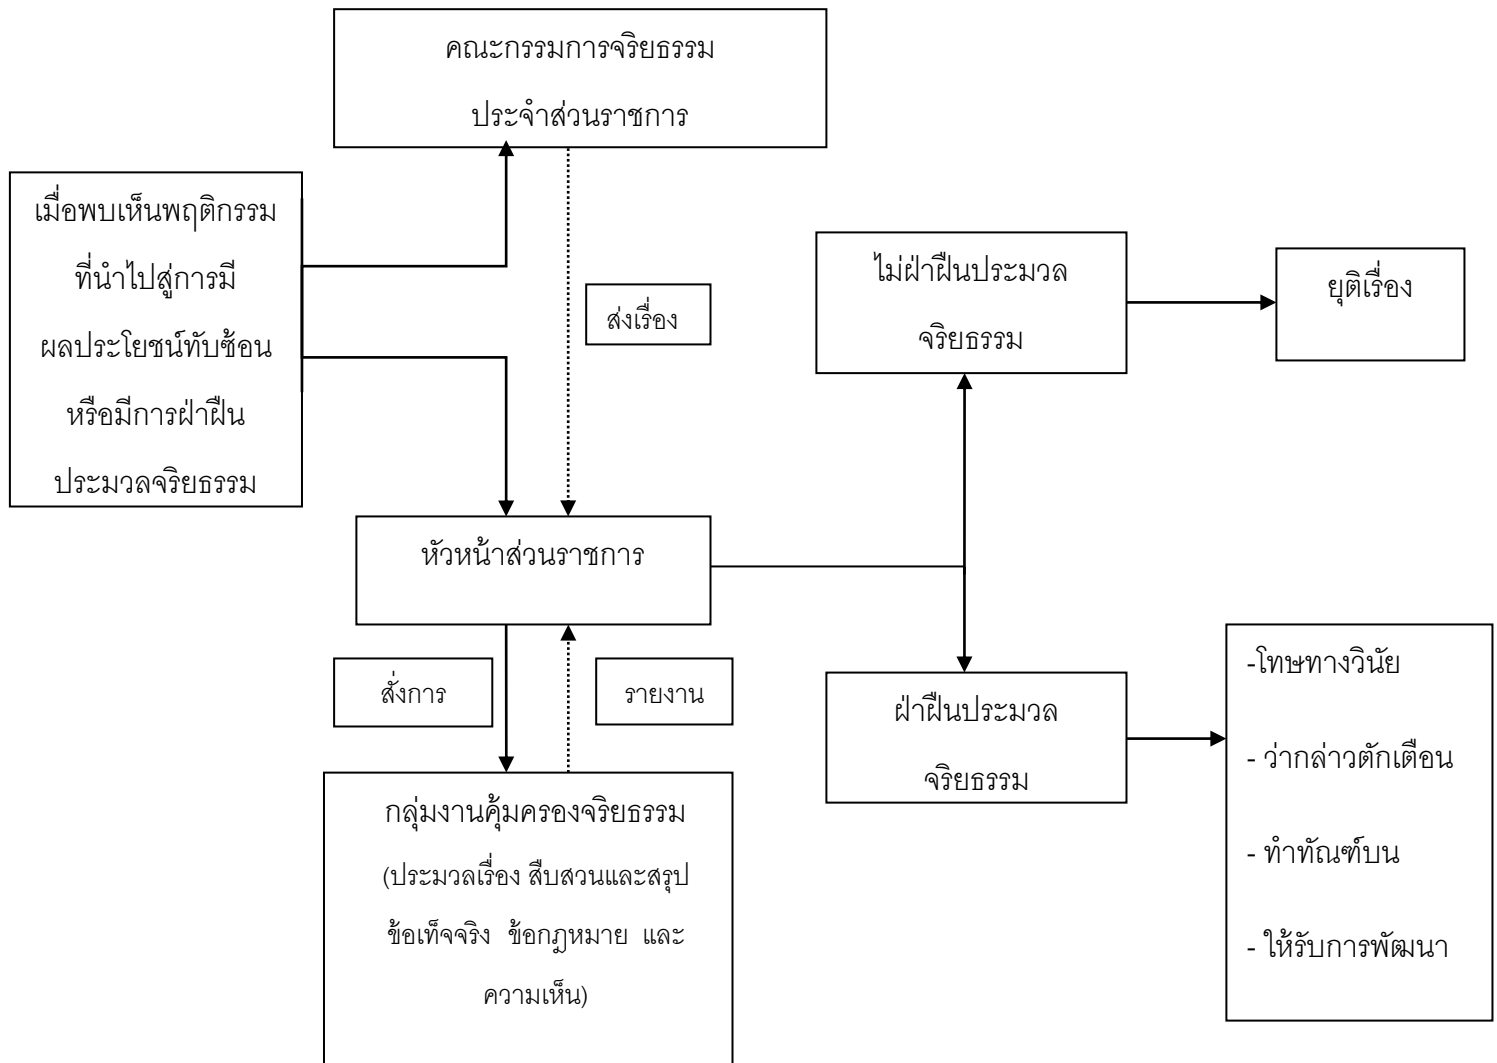 คณะกรรมการจริยธรรม
ประจำส่วนราชการ
เมื่อพบเห็นพฤติกรรม
ที่นำไปสู่การมี
ผลประโยชน์ทับซ้อน
หรือมีการฝ่าฝืน
ประมวลจริยธรรม
ส่งเรื่อง
ไม่ฝ่าฝืนประมวล
จริยธรรม
ยุติเรื่อง
หัวหน้าส่วนราชการ
สั่งการ
รายงาน
ฝ่าฝืนประมวล
จริยธรรม
-โทษทางวินัย
- ว่ากล่าวตักเตือน
- ทำทัณฑ์บน
- ให้รับการพัฒนา
กลุ่มงานคุ้มครองจริยธรรม
(ประมวลเรื่อง สืบสวนและสรุป
ข้อเท็จจริง ข้อกฎหมาย และ
ความเห็น)